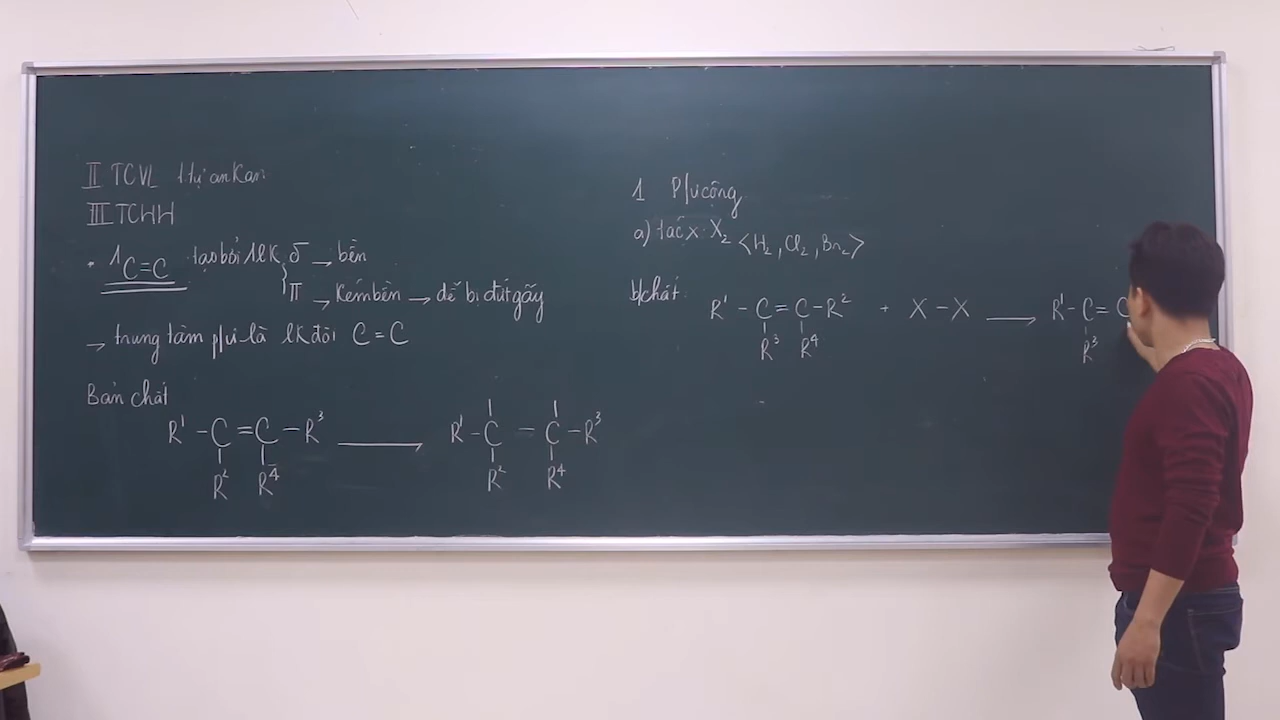 II TCVL t.tự ankan
III TCHH
. 1 C=C tạo bởi 1lK δ → bền
π → Kém bền → dễ bị đứt gãy
→ trung tâm p/ư là lK đôi C=C
Bản chất
R¹ – C = C – R³ ⟶ R¹ – C – C – R³
R² R⁴ R² R⁴
1 P/ư cộng
a) tác x: X₂ <H₂, Cl₂, Br₂>
b/chất: R¹ – C = C – R² + X – X ⟶ R¹ – C = C
R³ R⁴ R³